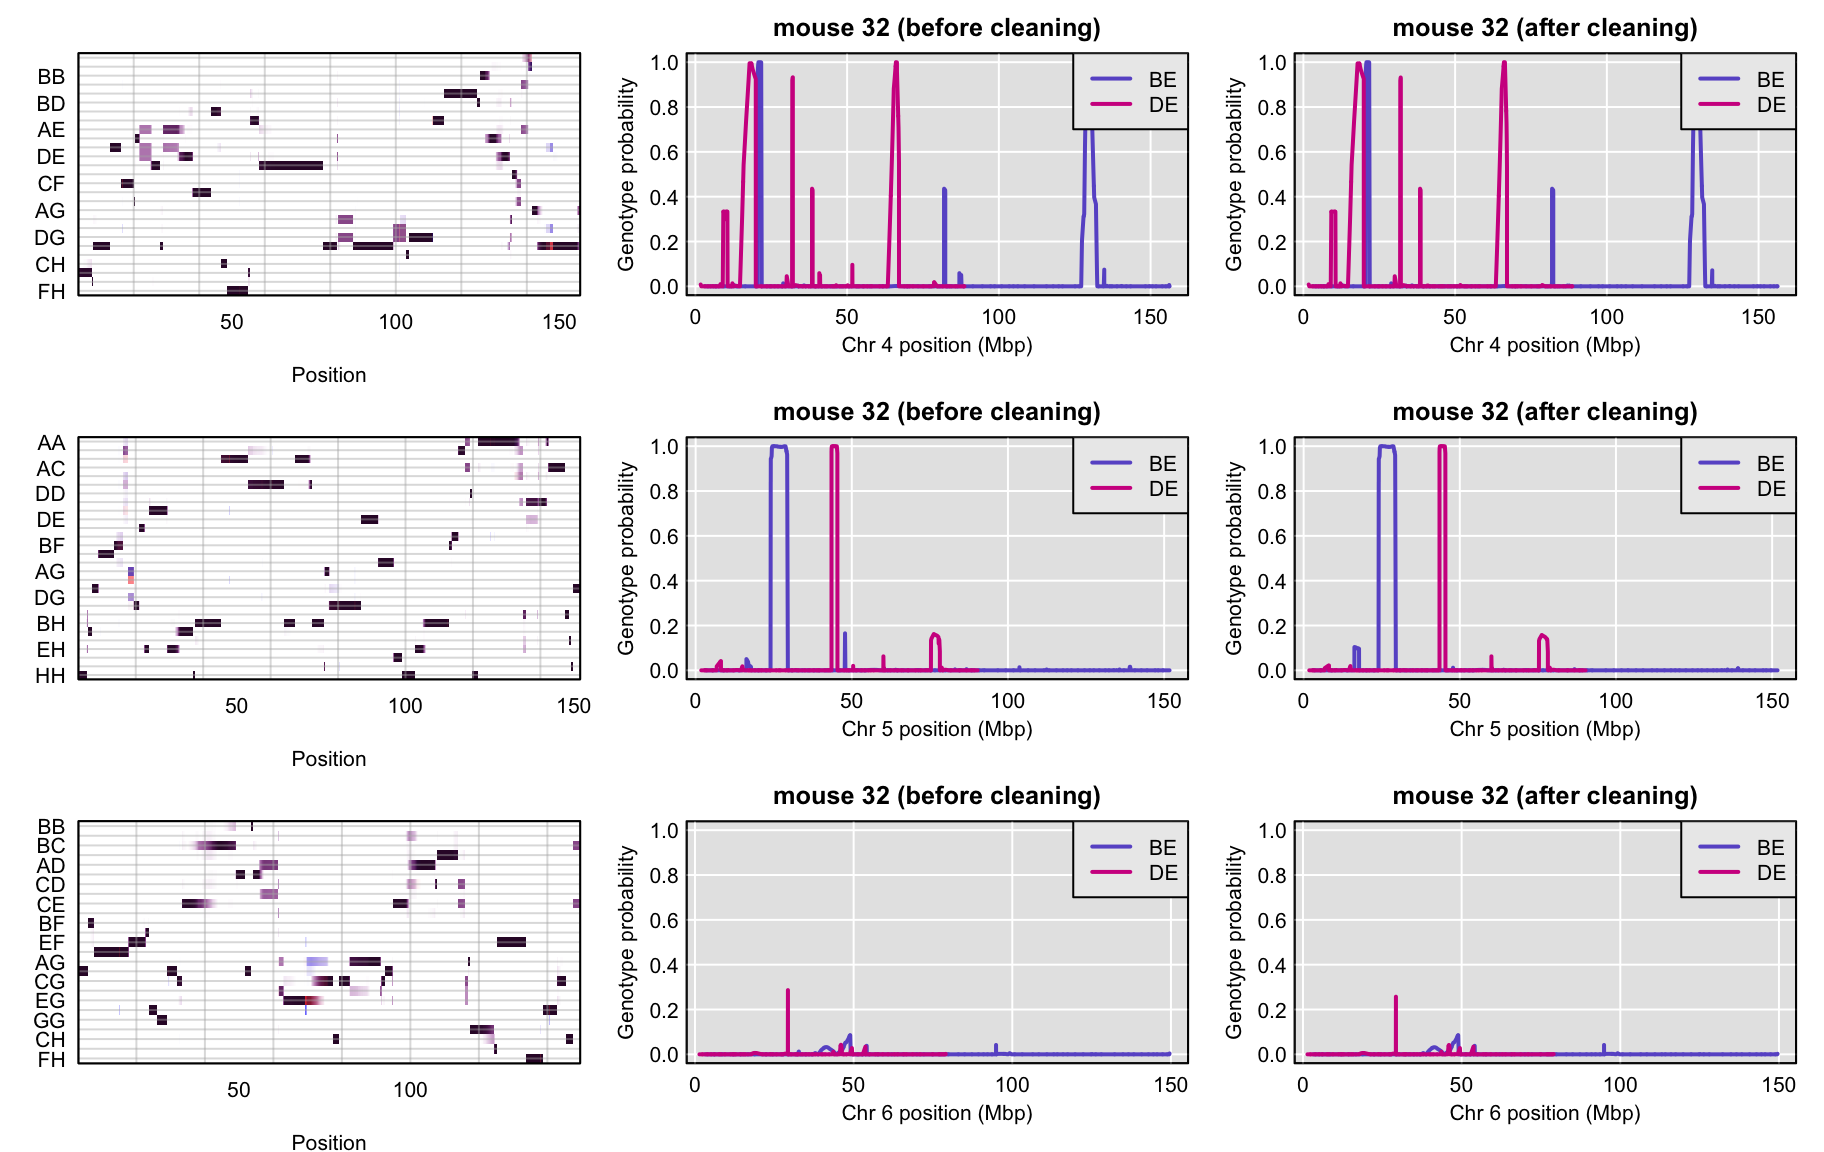 BB
BD
AE
DE
CF
AG
DG
CH
FH
50
100
150
Position
mouse 32 (before cleaning)
Genotype probability
1.0
0.8
0.6
0.4
0.2
0.0
BE
DE
0
50
100
150
Chr 4 position (Mbp)
mouse 32 (after cleaning)
Genotype probability
1.0
0.8
0.6
0.4
0.2
0.0
BE
DE
0
50
100
150
Chr 4 position (Mbp)
AA
AC
DD
DE
BF
AG
DG
BH
EH
HH
50
100
150
Position
mouse 32 (before cleaning)
Genotype probability
1.0
0.8
0.6
0.4
0.2
0.0
BE
DE
0
50
100
150
Chr 5 position (Mbp)
mouse 32 (after cleaning)
Genotype probability
1.0
0.8
0.6
0.4
0.2
0.0
BE
DE
0
50
100
150
Chr 5 position (Mbp)
BB
BC
AD
CD
CE
BF
EF
AG
CG
EG
GG
CH
FH
50
100
Position
mouse 32 (before cleaning)
Genotype probability
1.0
0.8
0.6
0.4
0.2
0.0
BE
DE
0
50
100
150
Chr 6 position (Mbp)
mouse 32 (after cleaning)
Genotype probability
1.0
0.8
0.6
0.4
0.2
0.0
BE
DE
0
50
100
150
Chr 6 position (Mbp)